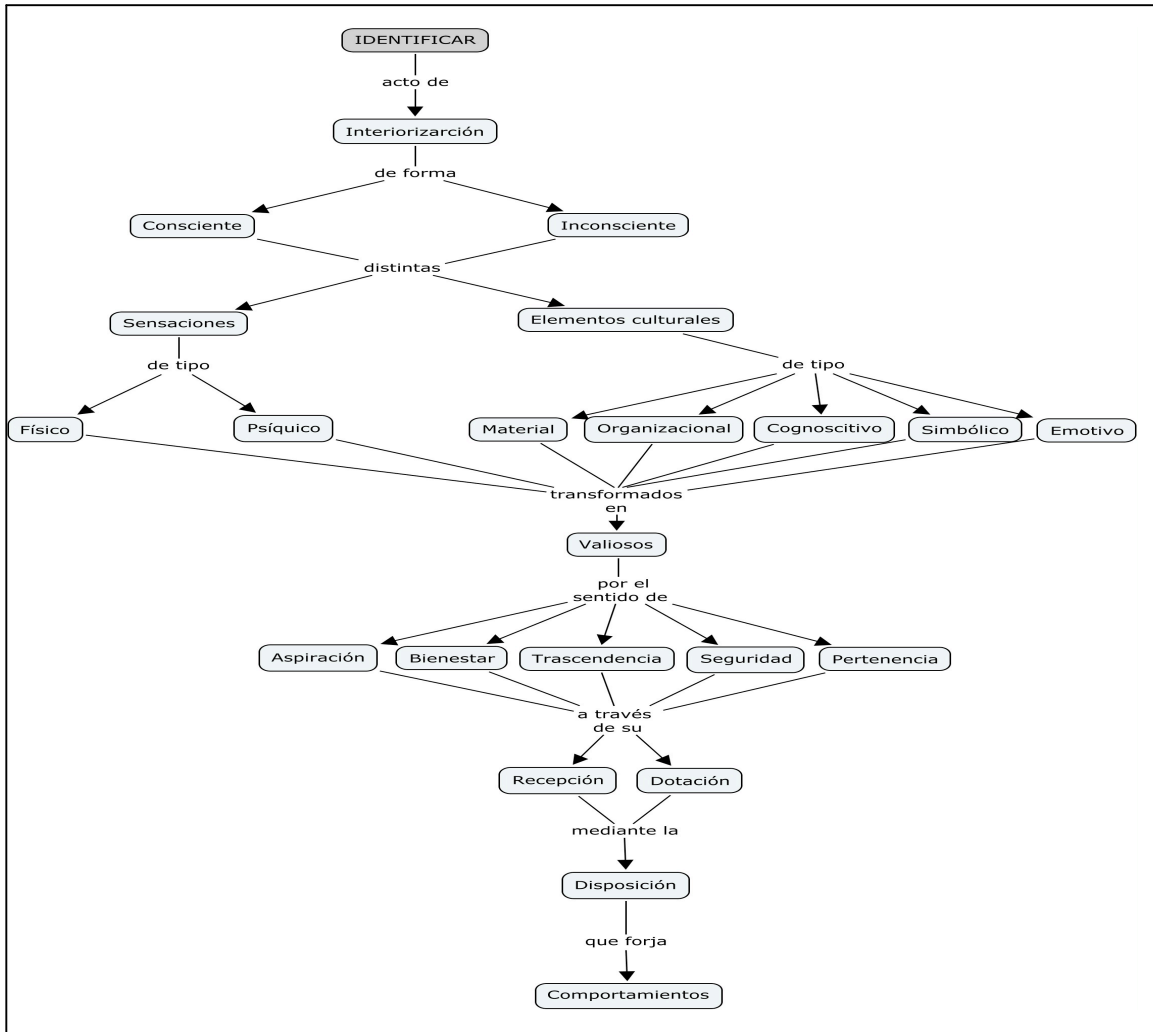 IDENTIFICAR
acto de
Interiorizarción
de forma
Consciente
Inconsciente
distintas
Sensaciones
Elementos culturales
de tipo
de tipo
Físico
Psíquico
Material
Organizacional
Cognoscitivo
Simbólico
Emotivo
transformados
en
Valiosos
por el
sentido de
Aspiración
Bienestar
Trascendencia
Seguridad
Pertenencia
a través
de su
Recepción
Dotación
mediante la
Disposición
que forja
Comportamientos